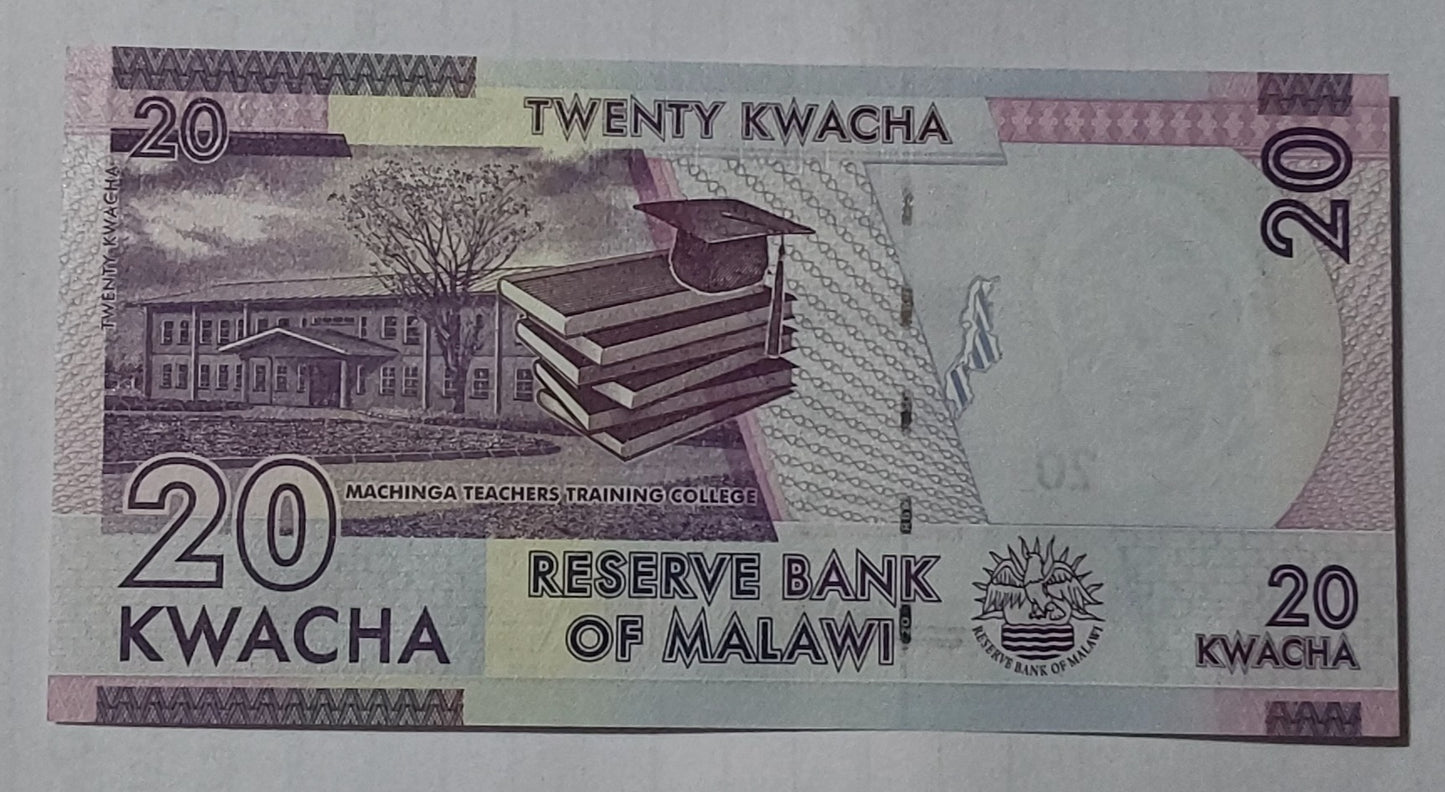 20
TWENTY KWACHA
20
TWENTY KWACHA
20
MACHINGA TEACHERS TRAINING COLLEGE
20
KWACHA
RESERVE BANK
OF MALAWI
RESERVE BANK OF MALAWI
20
KWACHA